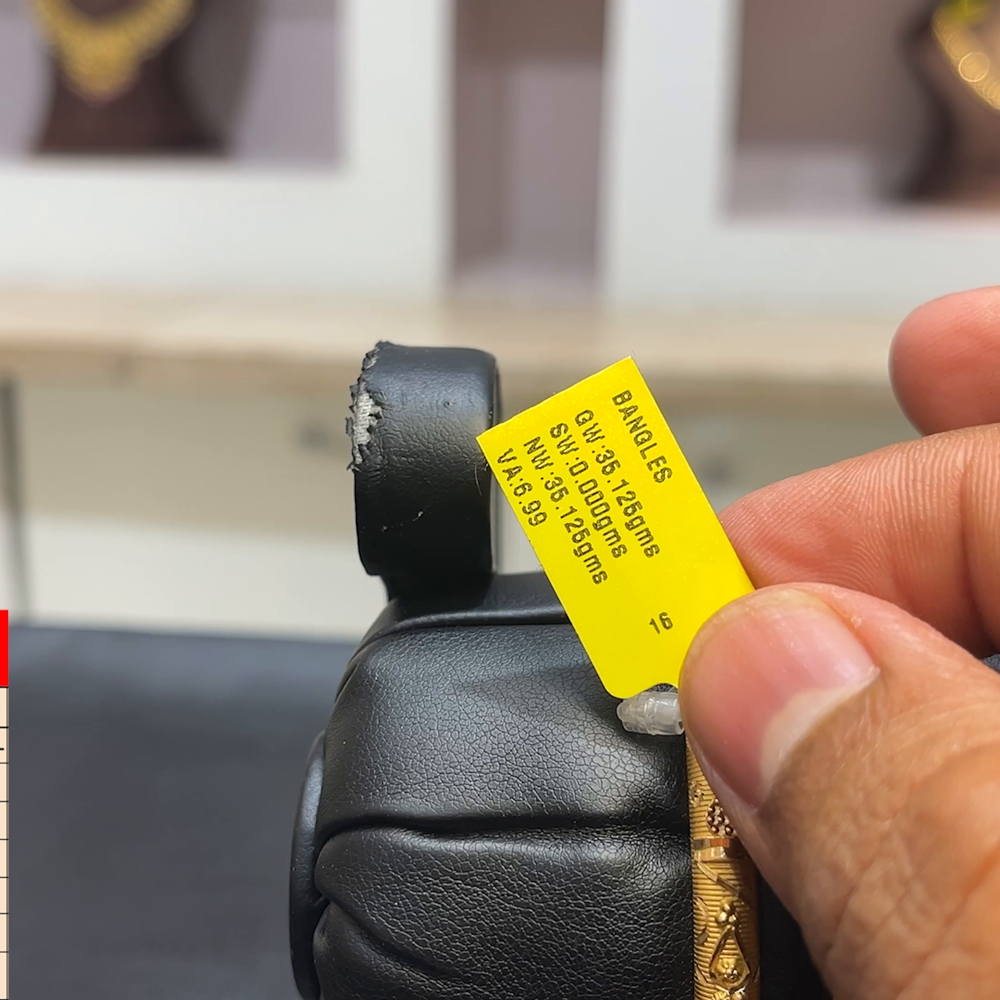 BANGLES
GW:35.125gms
SW:0.000gms
NW:35.125gms
VA:6.99
16